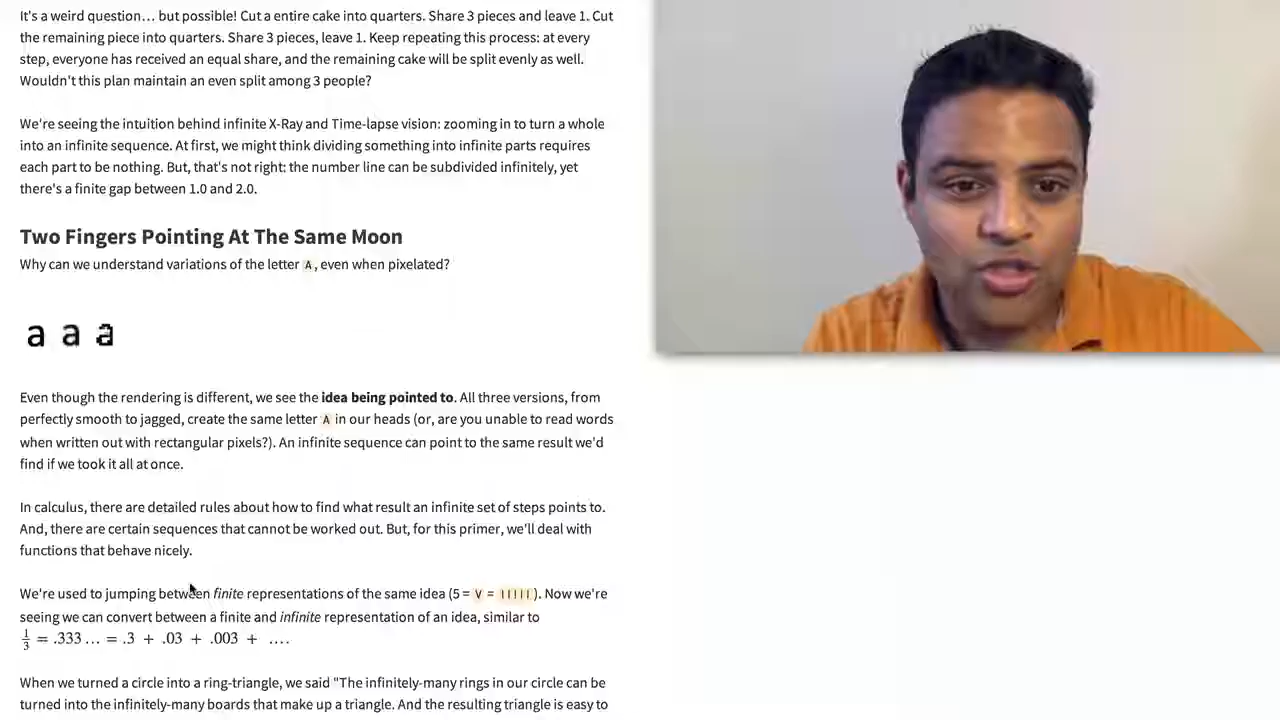 It's a weird question… but possible! Cut a entire cake into quarters. Share 3 pieces and leave 1. Cut
the remaining piece into quarters. Share 3 pieces, leave 1. Keep repeating this process: at every
step, everyone has received an equal share, and the remaining cake will be split evenly as well.
Wouldn't this plan maintain an even split among 3 people?
We're seeing the intuition behind infinite X-Ray and Time-lapse vision: zooming in to turn a whole
into an infinite sequence. At first, we might think dividing something into infinite parts requires
each part to be nothing. But, that's not right: the number line can be subdivided infinitely, yet
there's a finite gap between 1.0 and 2.0.
Two Fingers Pointing At The Same Moon
Why can we understand variations of the letter A, even when pixelated?
a a a
Even though the rendering is different, we see the idea being pointed to. All three versions, from
perfectly smooth to jagged, create the same letter A in our heads (or, are you unable to read words
when written out with rectangular pixels?). An infinite sequence can point to the same result we'd
find if we took it all at once.
In calculus, there are detailed rules about how to find what result an infinite set of steps points to.
And, there are certain sequences that cannot be worked out. But, for this primer, we'll deal with
functions that behave nicely.
We're used to jumping between finite representations of the same idea (5 = V = |||||). Now we're
seeing we can convert between a finite and infinite representation of an idea, similar to
1/3 = .333… = .3 + .03 + .003 + ….
When we turned a circle into a ring-triangle, we said "The infinitely-many rings in our circle can be
turned into the infinitely-many boards that make up a triangle. And the resulting triangle is easy to